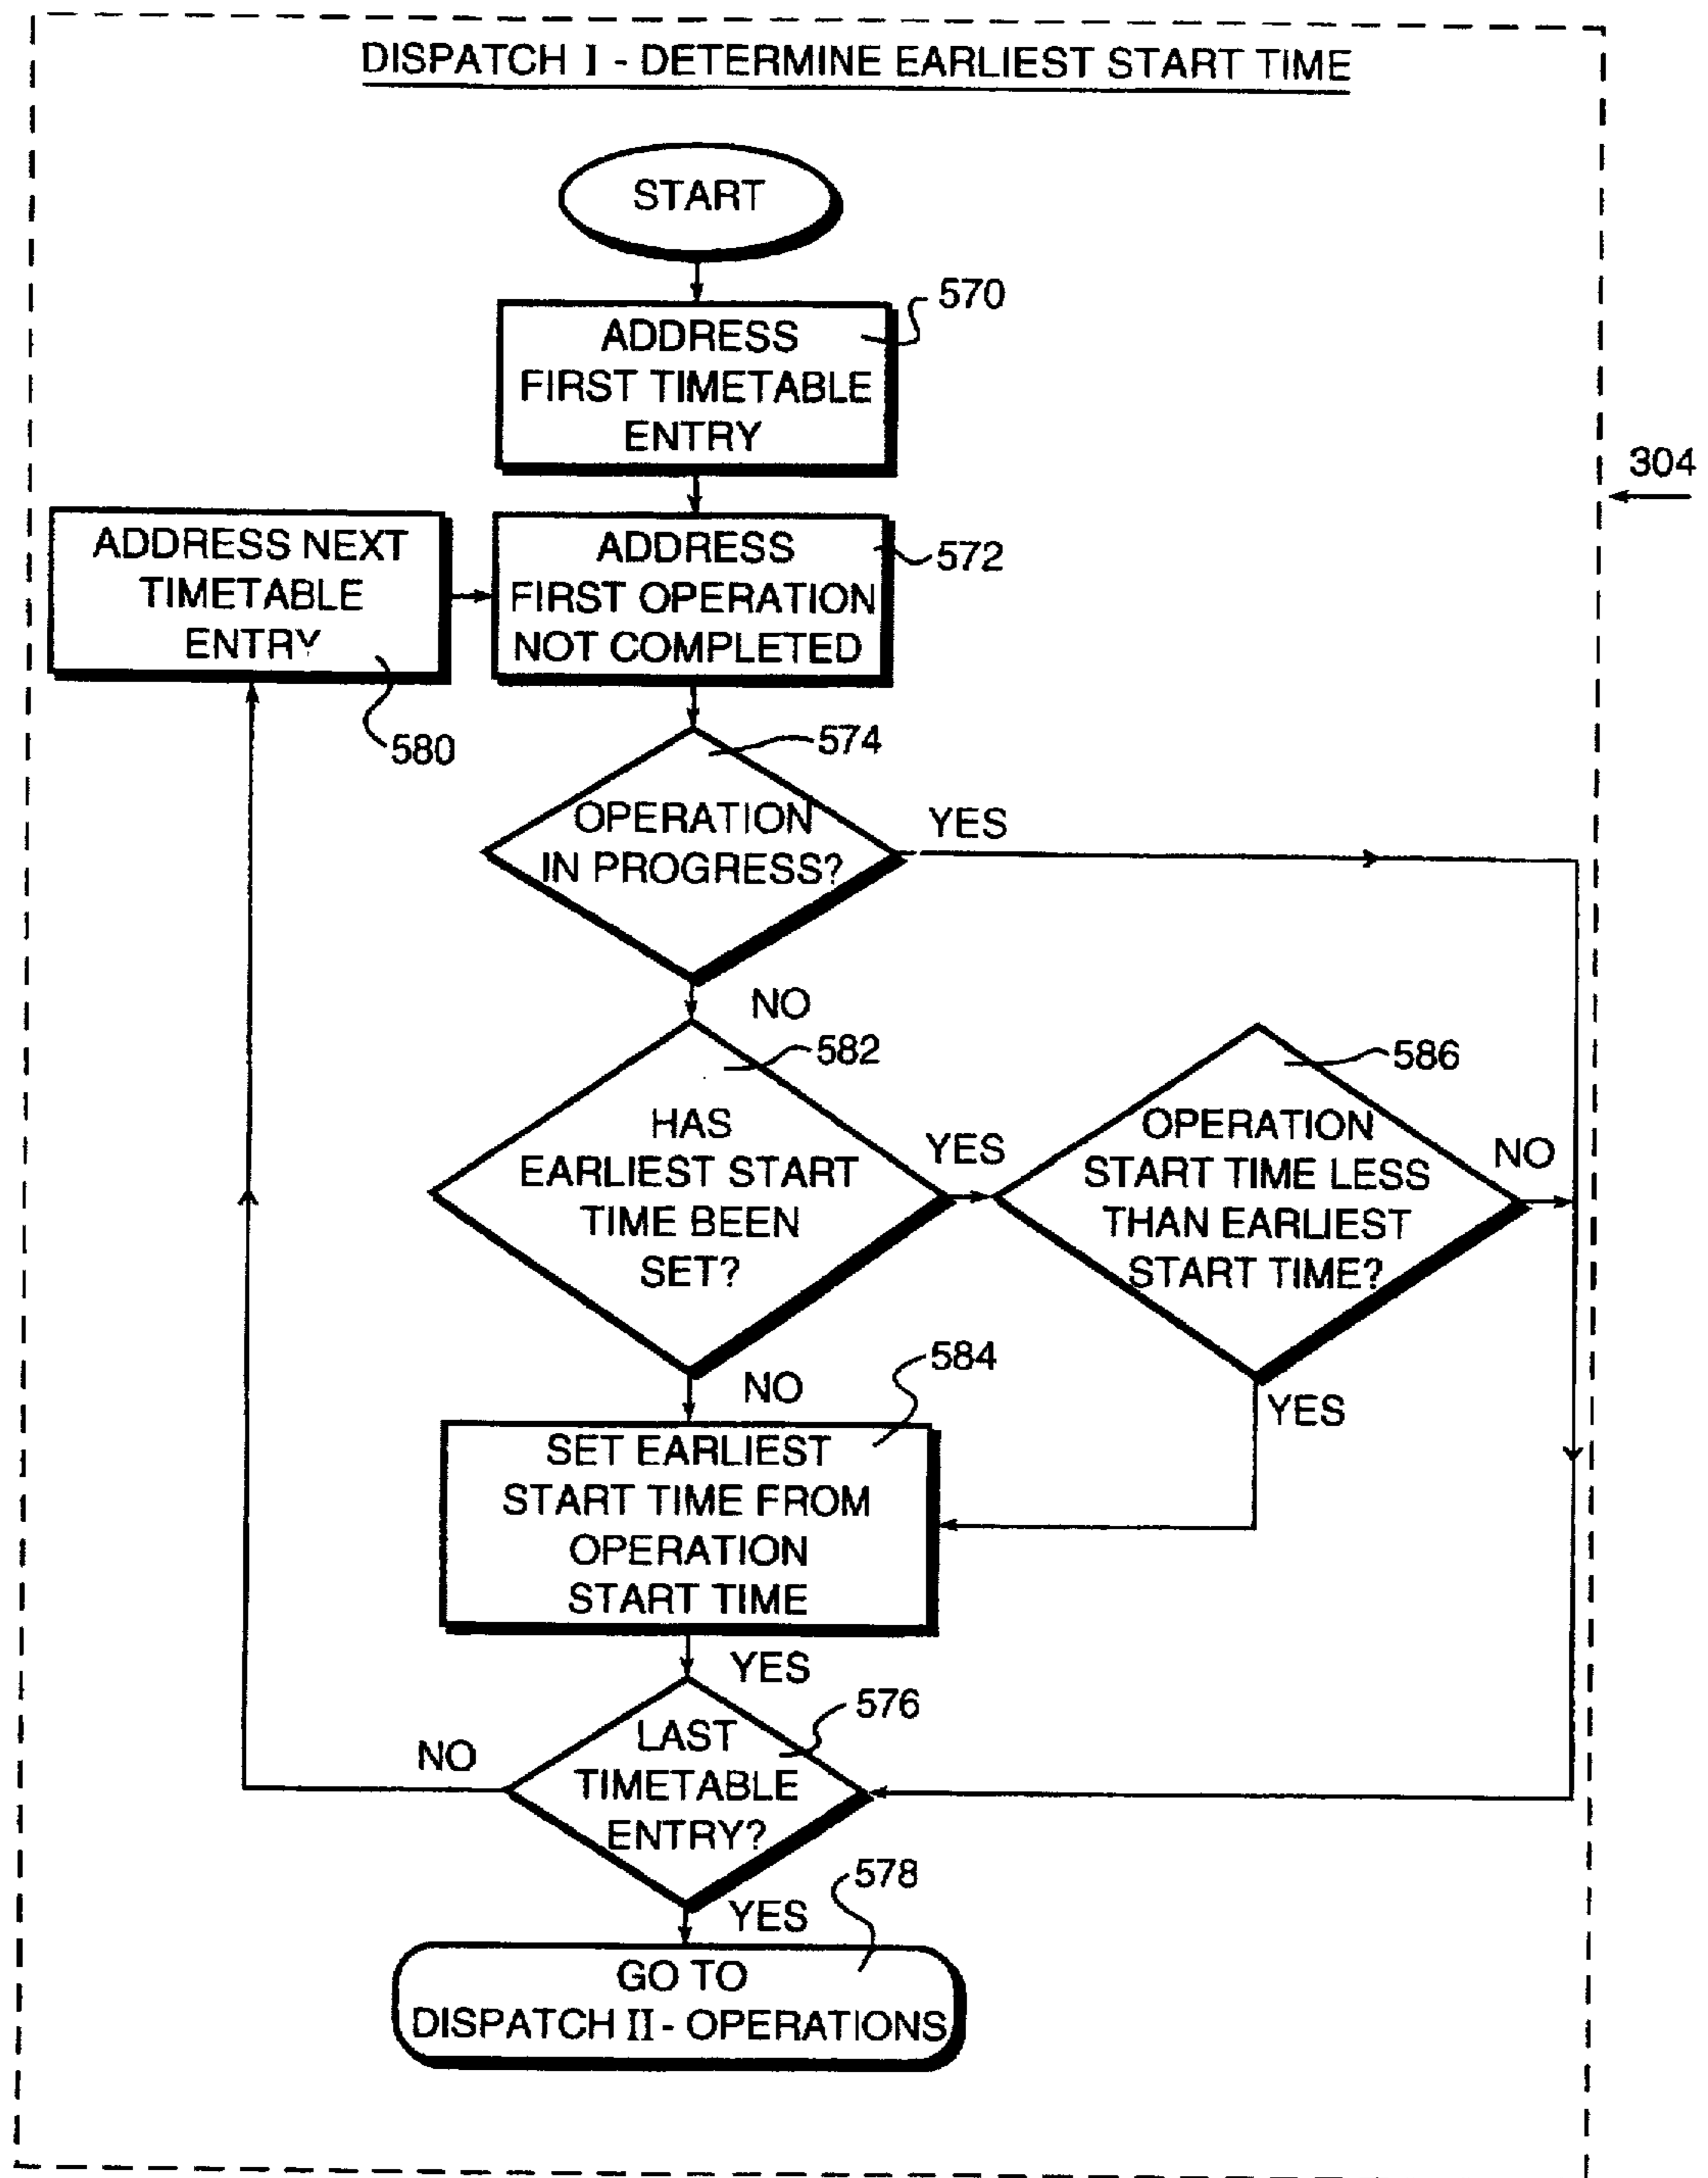 DISPATCH I - DETERMINE EARLIEST START TIME
START
570
ADDRESS
FIRST TIMETABLE
ENTRY
304
ADDRESS NEXT
TIMETABLE
ENTRY
580
ADDRESS
FIRST OPERATION
NOT COMPLETED
572
574
OPERATION
IN PROGRESS?
YES
NO
582
HAS
EARLIEST START
TIME BEEN
SET?
YES
586
OPERATION
START TIME LESS
THAN EARLIEST
START TIME?
NO
YES
NO
584
SET EARLIEST
START TIME FROM
OPERATION
START TIME
YES
576
LAST
TIMETABLE
ENTRY?
NO
YES
578
GO TO
DISPATCH II - OPERATIONS